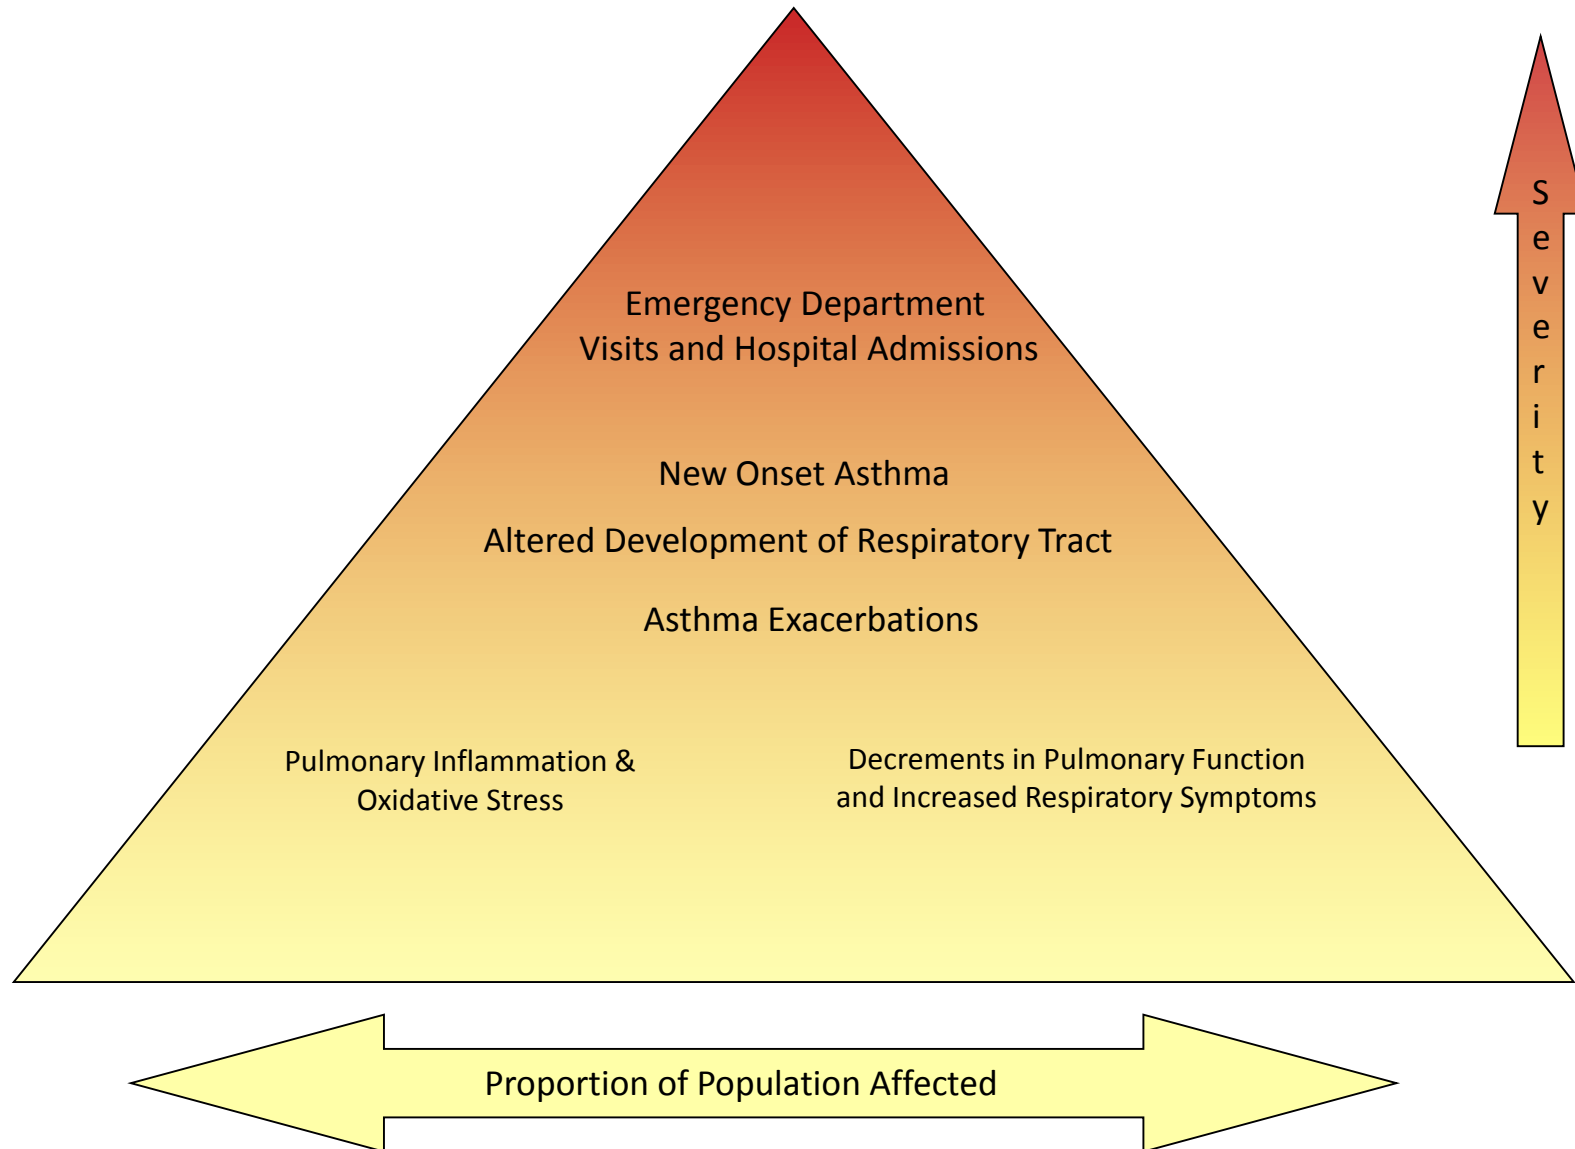 Emergency Department
Visits and Hospital Admissions
New Onset Asthma
Altered Development of Respiratory Tract
Asthma Exacerbations
Pulmonary Inflammation &
Oxidative Stress
Decrements in Pulmonary Function
and Increased Respiratory Symptoms
Severity
Proportion of Population Affected